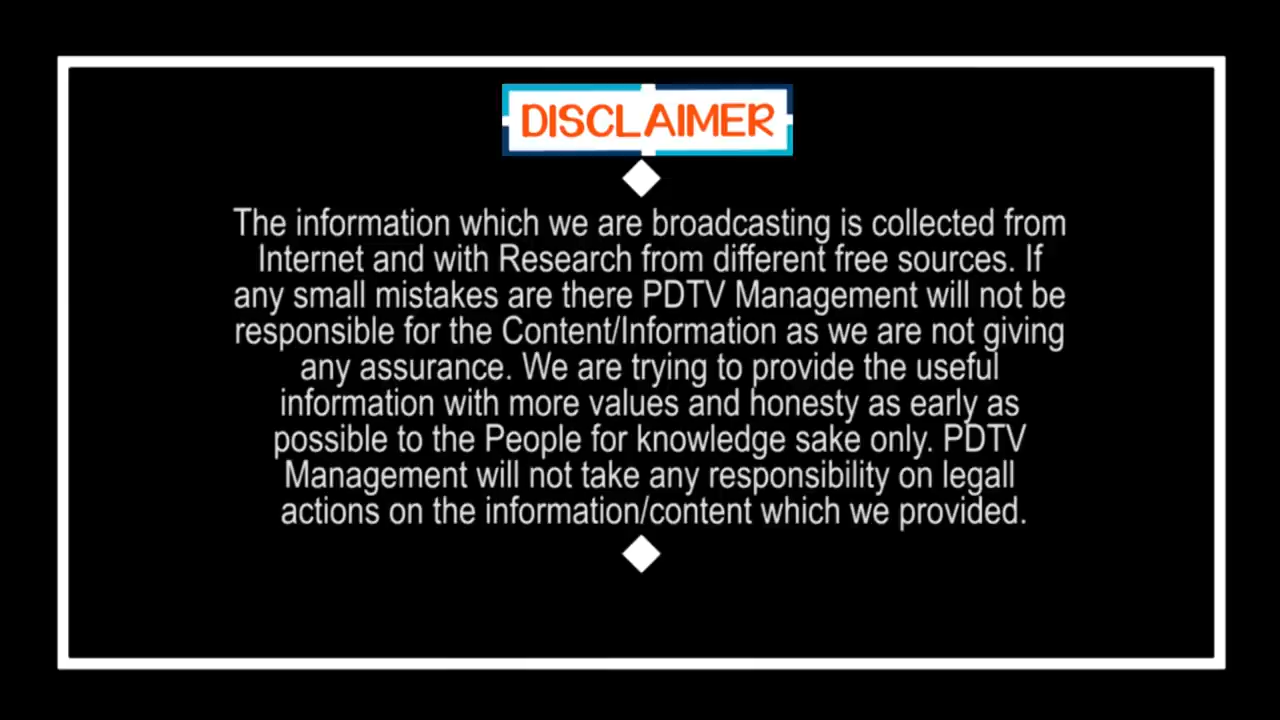 DISCLAIMER
The information which we are broadcasting is collected from
Internet and with Research from different free sources. If
any small mistakes are there PDTV Management will not be
responsible for the Content/Information as we are not giving
any assurance. We are trying to provide the useful
information with more values and honesty as early as
possible to the People for knowledge sake only. PDTV
Management will not take any responsibility on legall
actions on the information/content which we provided.